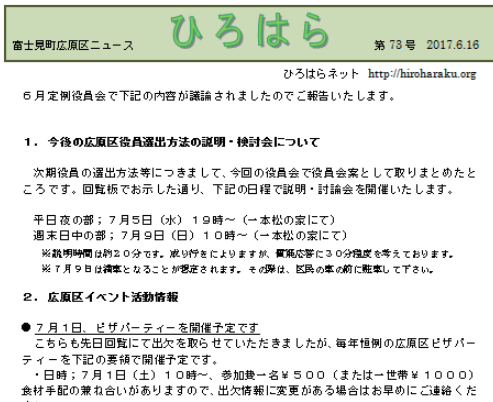 富士見町広原区ニュース ひろはら 第73号 2017.6.16
ひろはらネット http://hiroharaku.org
6月定例役員会で下記の内容が議論されましたのでご報告いたします。
1. 今後の広原区役員選出方法の説明・検討会について
次期役員の選出方法等につきまして、今回の役員会で役員会案として取りまとめたと
ころです。回覧板でお示しした通り、下記の日程で説明・討論会を開催いたします。
平日夜の部；7月5日（水）19時～（一本松の家にて）
週末日中の部；7月9日（日）10時～（一本松の家にて）
※説明時間は約20分です。成り行きによりますが、質疑応答に30分程度を考えております。
※7月9日は満車となることが想定されます。その際は、区民の車の前に駐車して下さい。
2. 広原区イベント活動情報
●7月1日、ピザパーティーを開催予定です
こちらも先日回覧にて出欠を取らせていただきましたが、毎年恒例の広原区ピザパー
ティーを下記の要領で開催予定です。
・日時；7月1日（土）10時～、参加費一名￥500（または一世帯￥1000）
食材手配の兼ね合いがありますので、出欠情報に変更がある場合はお早めにご連絡くだ